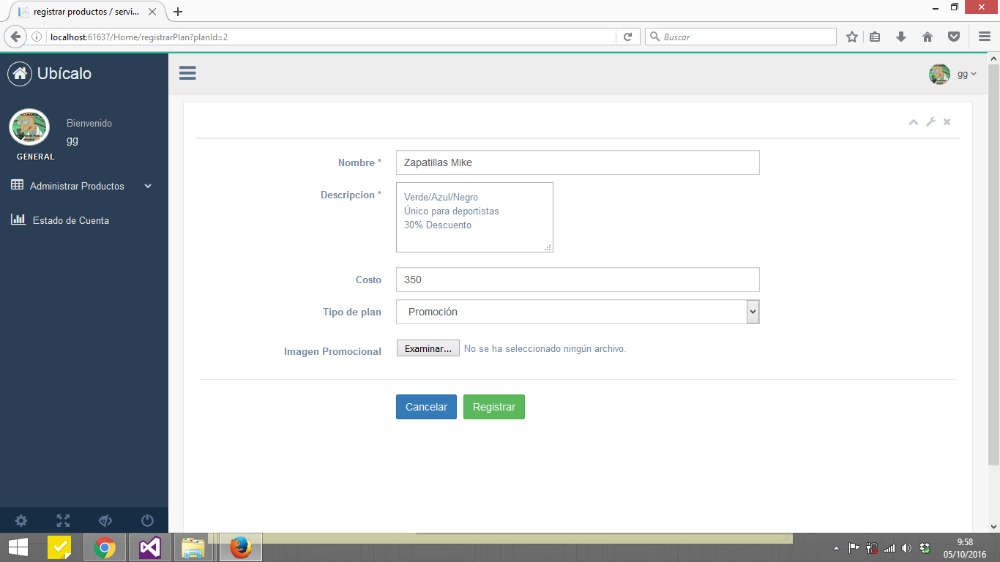 registrar productos / servi...
localhost:61637/Home/registrarPlan?planId=2
Buscar
Ubícalo
gg
Bienvenido
gg
GENERAL
Administrar Productos
Estado de Cuenta
Nombre * Zapatillas Mike
Descripcion * Verde/Azul/Negro
Único para deportistas
30% Descuento
Costo 350
Tipo de plan Promoción
Imagen Promocional Examinar... No se ha seleccionado ningún archivo.
Cancelar Registrar
9:58
05/10/2016